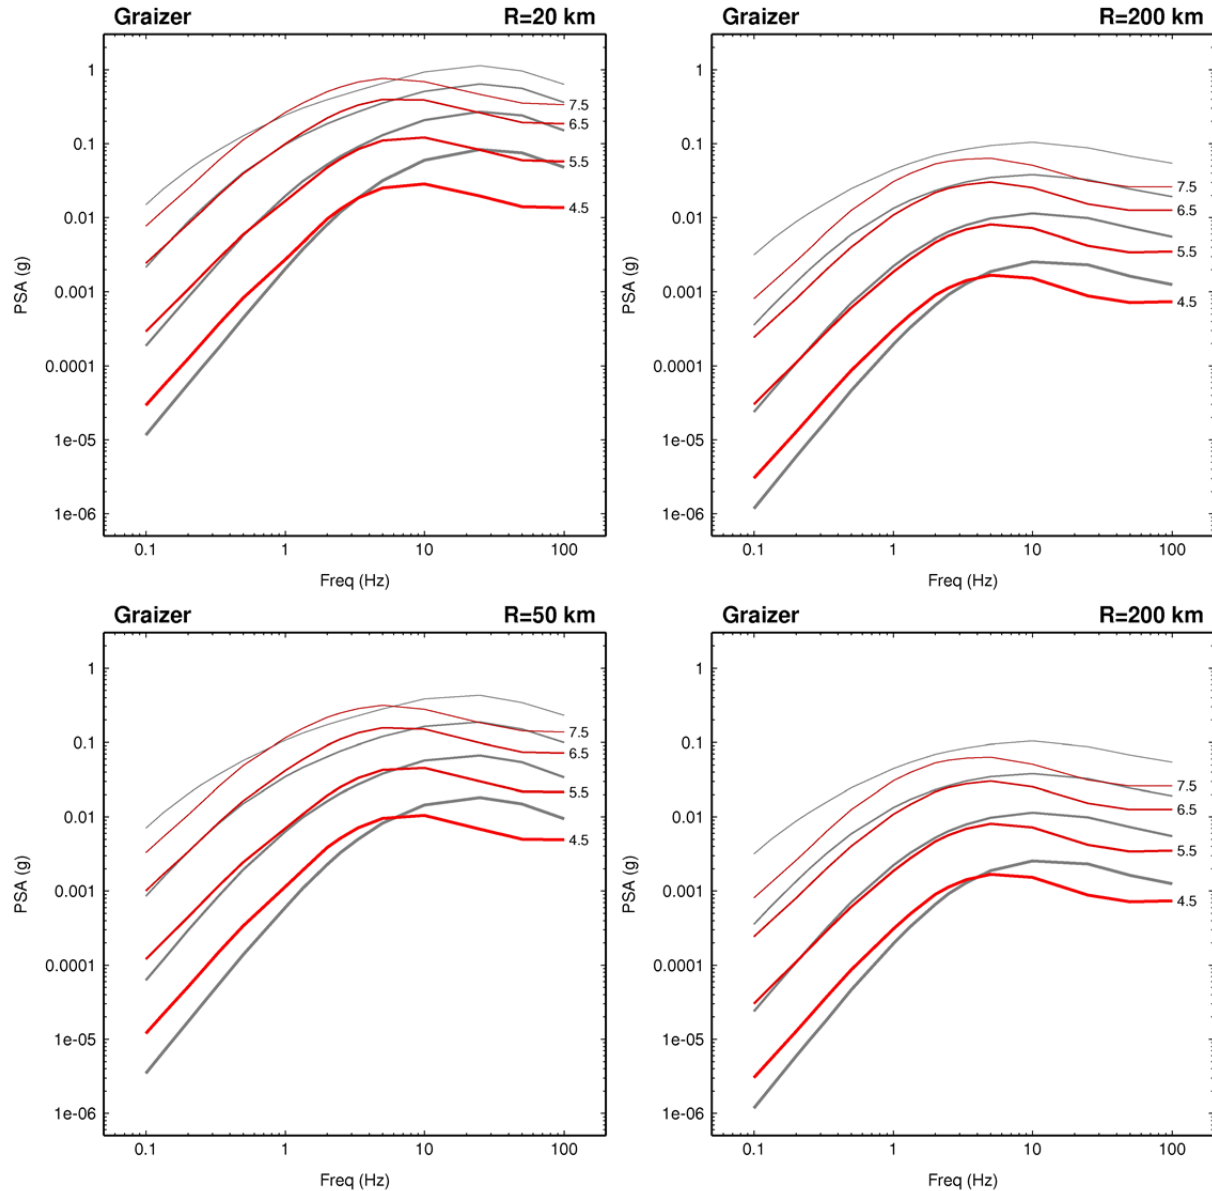 Graizer R=20 km
1
0.1
0.01
0.001
0.0001
1e-05
1e-06
PSA (g)
7.5
6.5
5.5
4.5
0.1 1 10 100
Freq (Hz)
Graizer R=200 km
1
0.1
0.01
0.001
0.0001
1e-05
1e-06
PSA (g)
7.5
6.5
5.5
4.5
0.1 1 10 100
Freq (Hz)
Graizer R=50 km
1
0.1
0.01
0.001
0.0001
1e-05
1e-06
PSA (g)
7.5
6.5
5.5
4.5
0.1 1 10 100
Freq (Hz)
Graizer R=200 km
1
0.1
0.01
0.001
0.0001
1e-05
1e-06
PSA (g)
7.5
6.5
5.5
4.5
0.1 1 10 100
Freq (Hz)